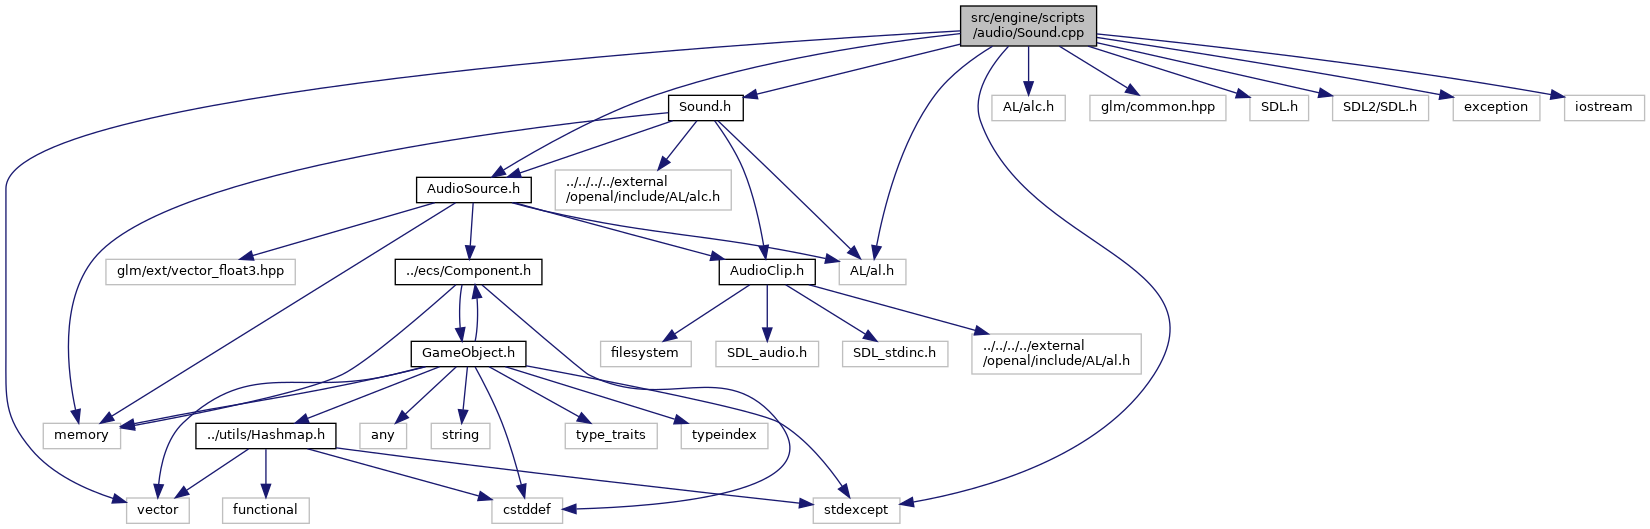 src/engine/scripts
/audio/Sound.cpp
Sound.h
AL/alc.h
glm/common.hpp
SDL.h
SDL2/SDL.h
exception
iostream
AudioSource.h
../../../../external
/openal/include/AL/alc.h
glm/ext/vector_float3.hpp
../ecs/Component.h
AudioClip.h
AL/al.h
GameObject.h
filesystem
SDL_audio.h
SDL_stdinc.h
../../../../external
/openal/include/AL/al.h
memory
../utils/Hashmap.h
any
string
type_traits
typeindex
vector
functional
cstddef
stdexcept